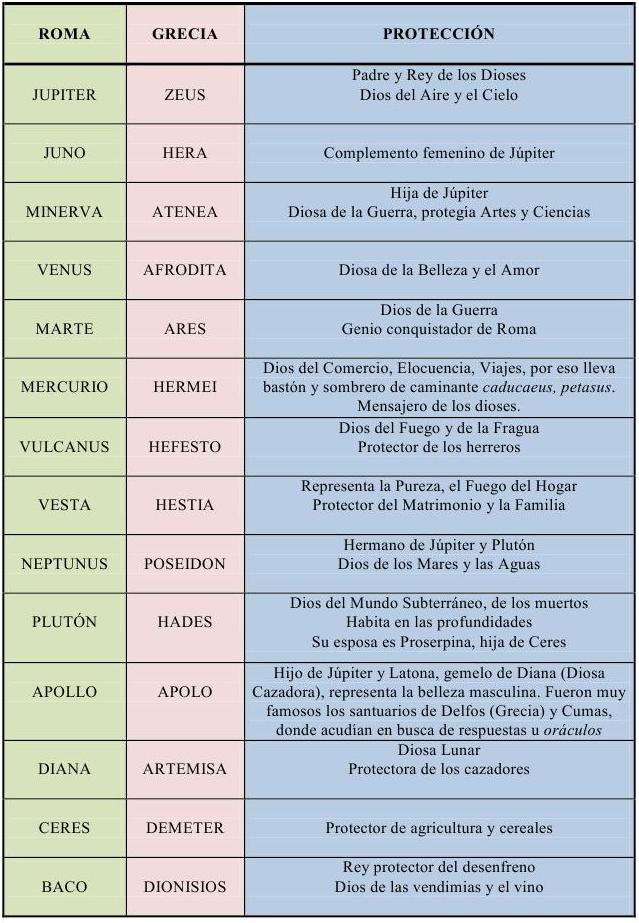 ROMA GRECIA PROTECCIÓN
JUPITER ZEUS Padre y Rey de los Dioses
Dios del Aire y el Cielo
JUNO HERA Complemento femenino de Júpiter
MINERVA ATENEA Hija de Júpiter
Diosa de la Guerra, protegía Artes y Ciencias
VENUS AFRODITA Diosa de la Belleza y el Amor
MARTE ARES Dios de la Guerra
Genio conquistador de Roma
MERCURIO HERMEI Dios del Comercio, Elocuencia, Viajes, por eso lleva
bastón y sombrero de caminante caducaeus, petasus.
Mensajero de los dioses.
VULCANUS HEFESTO Dios del Fuego y de la Fragua
Protector de los herreros
VESTA HESTIA Representa la Pureza, el Fuego del Hogar
Protector del Matrimonio y la Familia
NEPTUNUS POSEIDON Hermano de Júpiter y Plutón
Dios de los Mares y las Aguas
PLUTÓN HADES Dios del Mundo Subterráneo, de los muertos
Habita en las profundidades
Su esposa es Proserpina, hija de Ceres
APOLLO APOLO Hijo de Júpiter y Latona, gemelo de Diana (Diosa
Cazadora), representa la belleza masculina. Fueron muy
famosos los santuarios de Delfos (Grecia) y Cumas,
donde acudían en busca de respuestas u oráculos
DIANA ARTEMISA Diosa Lunar
Protectora de los cazadores
CERES DEMETER Protector de agricultura y cereales
BACO DIONISIOS Rey protector del desenfreno
Dios de las vendimias y el vino